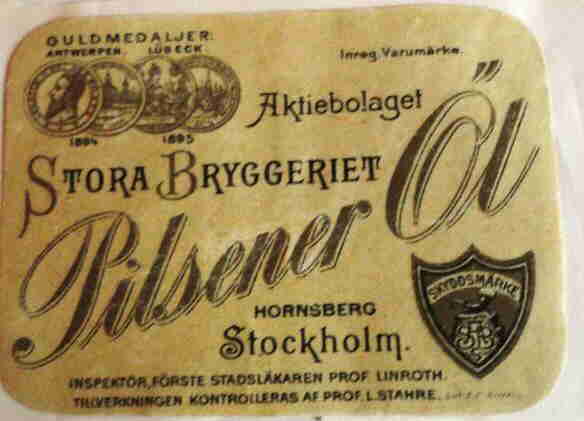 GULDMEDALJER:
ANTWERPEN. LÜBECK.
Inreg. Varumärke.
1894 1895
Aktiebolaget
STORA BRYGGERIET
Pilsener Öl
HORNSBERG
Stockholm.
SKYDDSMÄRKE
INSPEKTÖR, FÖRSTE STADSLÄKAREN PROF. LINROTH.
TILLVERKNINGEN KONTROLLERAS AF PROF. L. STAHRE.